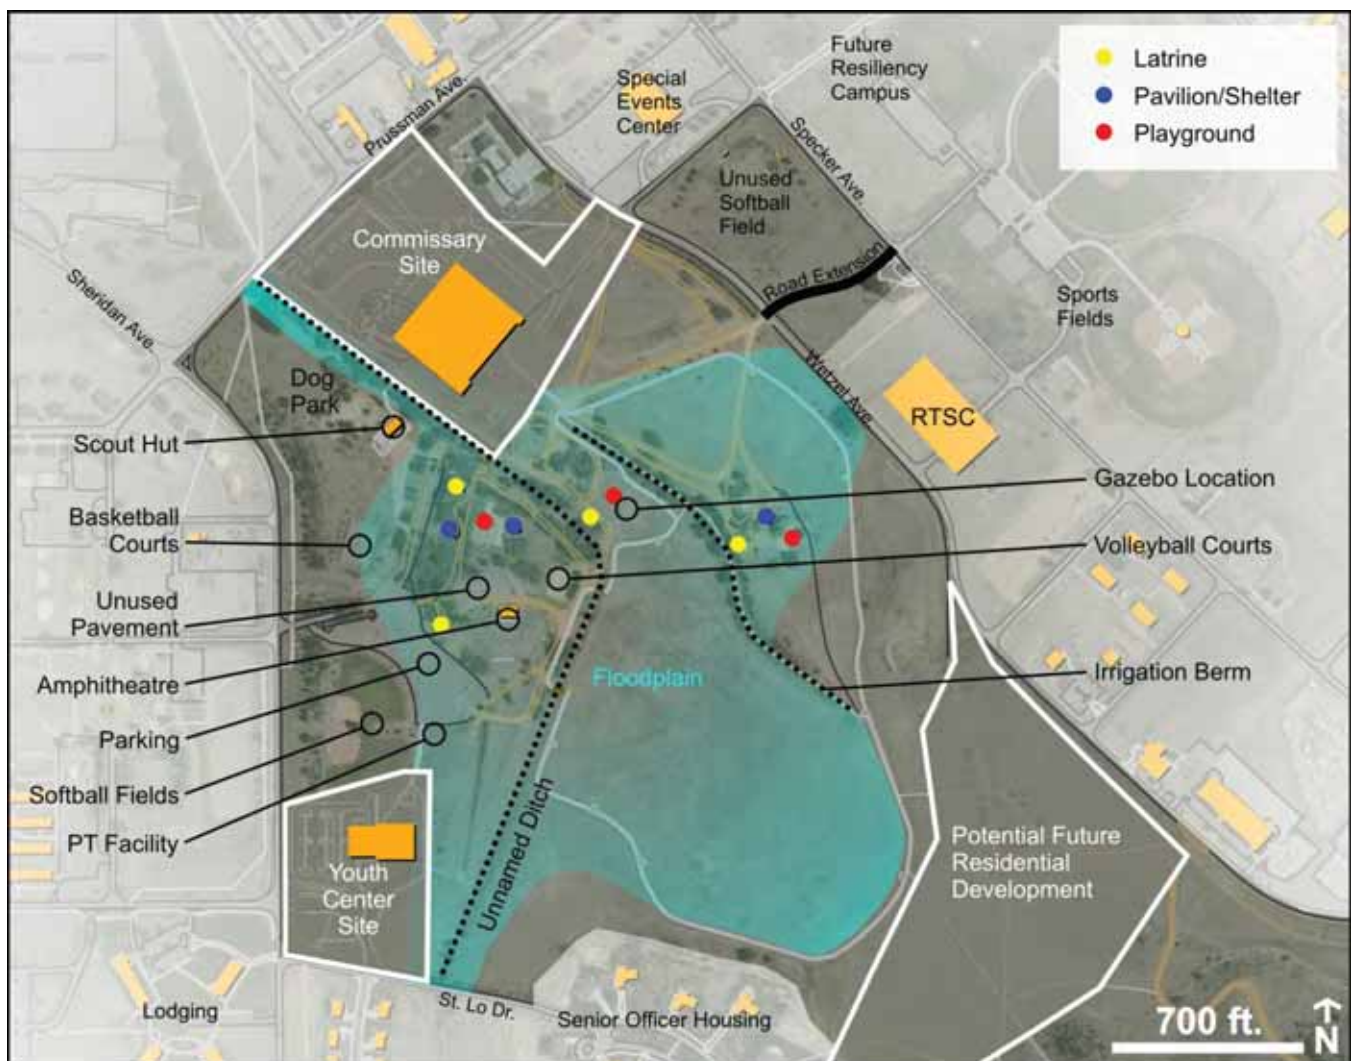 Latrine
Pavilion/Shelter
Playground
Future
Resiliency
Campus
Special
Events
Center
Prussman Ave.
Specker Ave.
Unused
Softball
Field
Commissary
Site
Road Extension
Sheridan Ave.
Sports
Fields
Wetzel Ave.
Dog
Park
RTSC
Scout Hut
Gazebo Location
Basketball
Courts
Volleyball Courts
Unused
Pavement
Amphitheatre
Floodplain
Irrigation Berm
Parking
Softball Fields
PT Facility
Unnamed Ditch
Potential Future
Residential
Development
Youth
Center
Site
St. Lo Dr.
Lodging
Senior Officer Housing
700 ft.
N